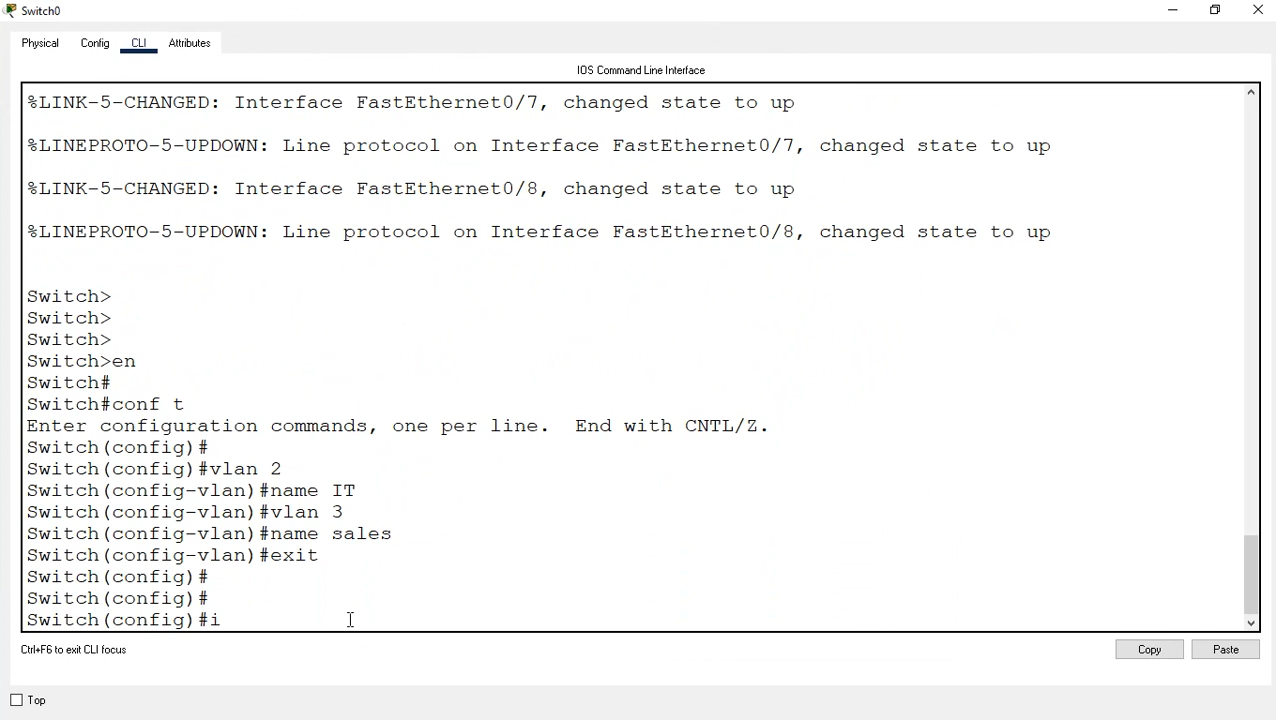 Switch0
Physical Config CLI Attributes
IOS Command Line Interface
%LINK-5-CHANGED: Interface FastEthernet0/7, changed state to up
%LINEPROTO-5-UPDOWN: Line protocol on Interface FastEthernet0/7, changed state to up
%LINK-5-CHANGED: Interface FastEthernet0/8, changed state to up
%LINEPROTO-5-UPDOWN: Line protocol on Interface FastEthernet0/8, changed state to up
Switch>
Switch>
Switch>
Switch>en
Switch#
Switch#conf t
Enter configuration commands, one per line.  End with CNTL/Z.
Switch(config)#
Switch(config)#vlan 2
Switch(config-vlan)#name IT
Switch(config-vlan)#vlan 3
Switch(config-vlan)#name sales
Switch(config-vlan)#exit
Switch(config)#
Switch(config)#
Switch(config)#i
Ctrl+F6 to exit CLI focus
Copy Paste
Top